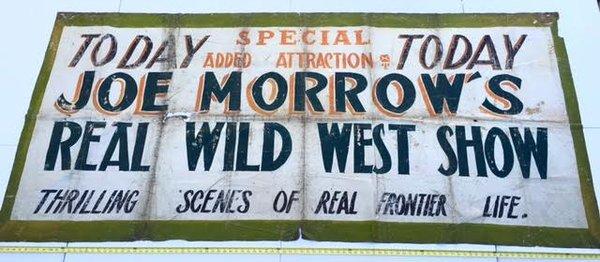 TODAY SPECIAL TODAY
ADDED ATTRACTION
JOE MORROW'S
REAL WILD WEST SHOW
THRILLING SCENES OF REAL FRONTIER LIFE.